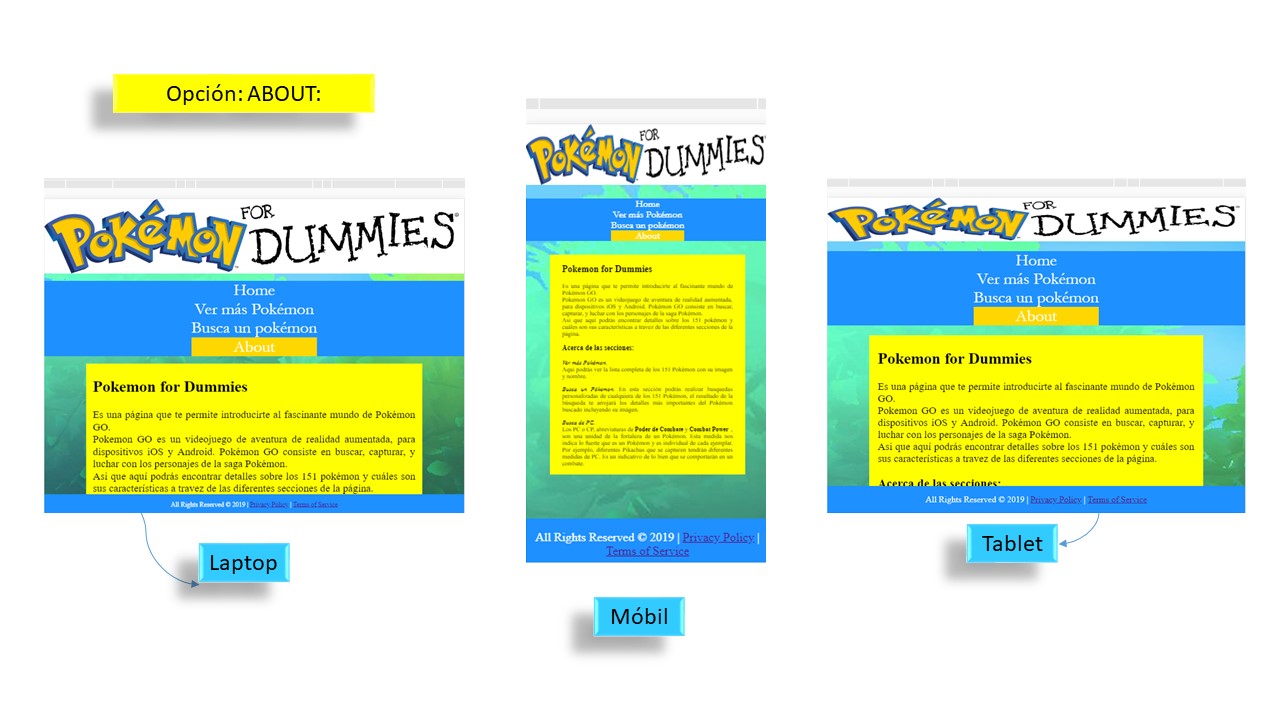 Opción: ABOUT:
POKéMON FOR DUMMIES
Home
Ver más Pokémon
Busca un pokémon
About
Pokemon for Dummies
Es una página que te permite introducirte al fascinante mundo de Pokémon
GO.
Pokemon GO es un videojuego de aventura de realidad aumentada, para
dispositivos iOS y Android. Pokémon GO consiste en buscar, capturar, y
luchar con los personajes de la saga Pokémon.
Asi que aquí podrás encontrar detalles sobre los 151 pokémon y cuáles son
sus características a travez de las diferentes secciones de la página.
All Rights Reserved © 2019 | Privacy Policy | Terms of Service
Laptop
POKéMON FOR DUMMIES
Home
Ver más Pokémon
Busca un pokémon
About
Pokemon for Dummies
Es una página que te permite introducirte al fascinante mundo de
Pokémon GO.
Pokemon GO es un videojuego de aventura de realidad aumentada,
para dispositivos iOS y Android. Pokémon GO consiste en buscar,
capturar, y luchar con los personajes de la saga Pokémon.
Asi que aquí podrás encontrar detalles sobre los 151 pokémon y
cuáles son sus características a travez de las diferentes secciones de la
página.
Acerca de las secciones:
Ver más Pokémon.
Aquí podrás ver la lista completa de los 151 Pokémon con su imagen
y nombre.
Busca un Pókemon. En esta sección podrás realizar busquedas
personalizadas de cualquiera de los 151 Pokémon, el resultado de la
búsqueda te arrojará los detalles más importantes del Pokémon
buscado incluyendo su imagen.
Busca de PC.
Los PC o CP, abreviaturas de Poder de Combate y Combat Power ,
son una unidad de la fortaleza de un Pokémon. Esta medida nos
indica lo fuerte que es un Pokémon y es individual de cada ejemplar.
Por ejemplo, diferentes Pikachus que se capturen tendrán diferentes
medidas de PC. Es un indicativo de lo bien que se comportarán en un
combate.
All Rights Reserved © 2019 | Privacy Policy |
Terms of Service
Móbil
POKéMON FOR DUMMIES
Home
Ver más Pokémon
Busca un pokémon
About
Pokemon for Dummies
Es una página que te permite introducirte al fascinante mundo de Pokémon
GO.
Pokemon GO es un videojuego de aventura de realidad aumentada, para
dispositivos iOS y Android. Pokémon GO consiste en buscar, capturar, y
luchar con los personajes de la saga Pokémon.
Asi que aquí podrás encontrar detalles sobre los 151 pokémon y cuáles son
sus características a travez de las diferentes secciones de la página.
Acerca de las secciones:
All Rights Reserved © 2019 | Privacy Policy | Terms of Service
Tablet